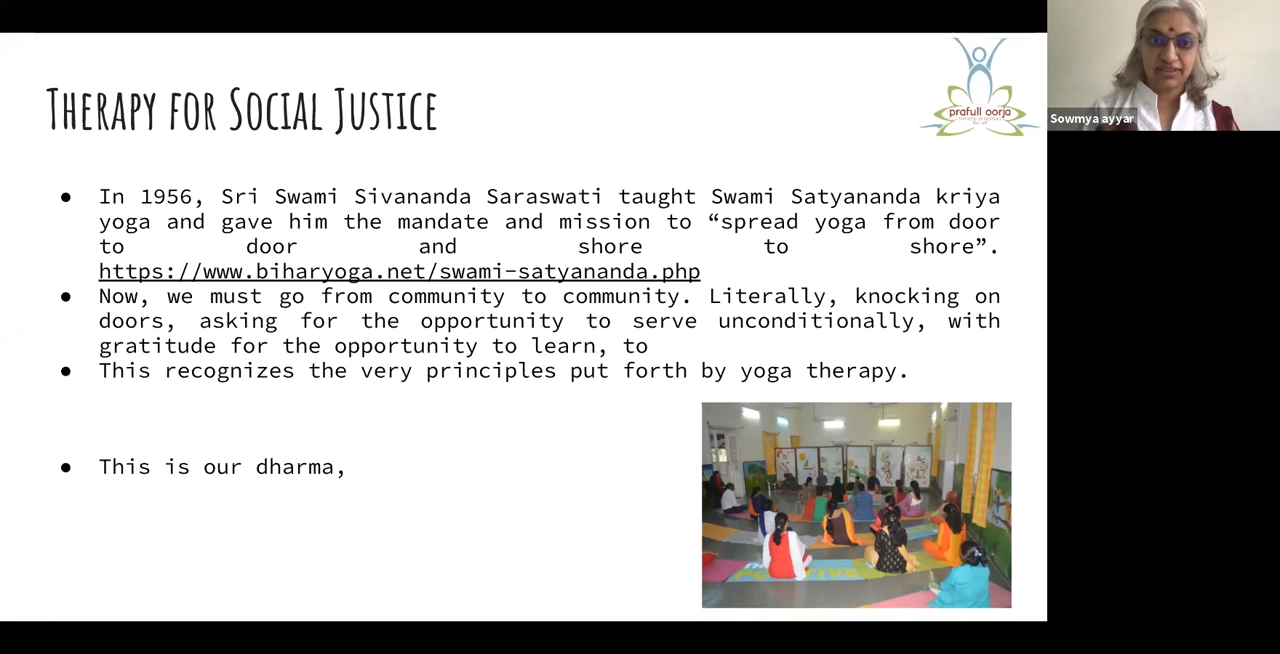 THERAPY FOR SOCIAL JUSTICE
prafull oorja
Sowmya ayyar
● In 1956, Sri Swami Sivananda Saraswati taught Swami Satyananda kriya
yoga and gave him the mandate and mission to “spread yoga from door
to door and shore to shore”.
https://www.biharyoga.net/swami-satyananda.php
● Now, we must go from community to community. Literally, knocking on
doors, asking for the opportunity to serve unconditionally, with
gratitude for the opportunity to learn, to
● This recognizes the very principles put forth by yoga therapy.
● This is our dharma,